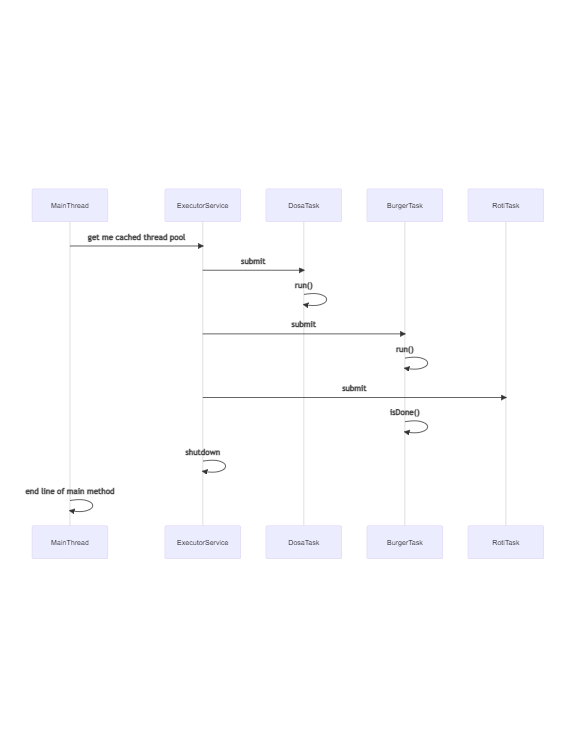 MainThread
ExecutorService
DosaTask
BurgerTask
RotiTask
get me cached thread pool
submit
run()
submit
run()
submit
isDone()
shutdown
end line of main method
MainThread
ExecutorService
DosaTask
BurgerTask
RotiTask